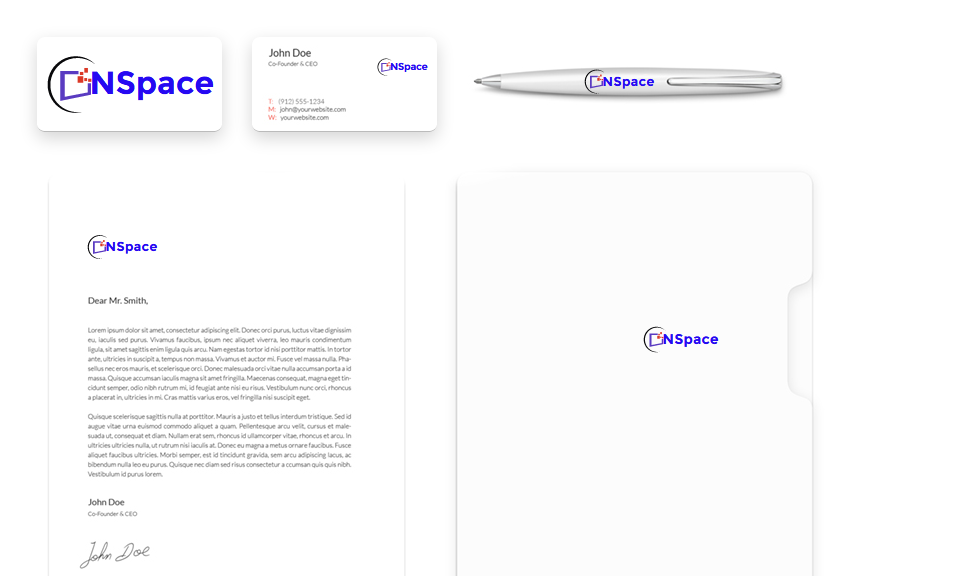 NSpace
John Doe
Co-Founder & CEO
NSpace
T: (912) 555-1234
M: john@yourwebsite.com
W: yourwebsite.com
NSpace
NSpace
Dear Mr. Smith,
Lorem ipsum dolor sit amet, consectetur adipiscing elit. Donec orci purus, luctus vitae dignissim
eu, iaculis sed purus. Vivamus faucibus, ipsum nec aliquet viverra, leo mauris condimentum
ligula, sit amet sagittis enim ligula quis arcu. Nam egestas tortor id nisi porttitor mattis. In tortor
ante, ultricies in suscipit a, tempus non massa. Vivamus et auctor mi. Fusce vel massa nulla. Pha-
sellus nec eros mauris, et scelerisque orci. Donec malesuada orci vitae nulla accumsan porta a id
massa. Quisque accumsan iaculis magna sit amet fringilla. Maecenas consequat, magna eget tin-
cidunt semper, odio nibh rutrum mi, id feugiat ante nisi eu risus. Vestibulum nunc orci, rhoncus
a placerat in, ultricies in mi. Cras mattis varius eros, vel fringilla nisi suscipit eget.
Quisque scelerisque sagittis nulla at porttitor. Mauris a justo et tellus interdum tristique. Sed id
augue vitae urna euismod commodo aliquet a quam. Pellentesque arcu velit, cursus et male-
suada ut, consequat et diam. Nullam erat sem, rhoncus id ullamcorper vitae, rhoncus et arcu. In
ultricies ultricies nulla, ut rutrum nisi iaculis at. Donec eu magna a metus ornare faucibus. Fusce
aliquet faucibus ultricies. Morbi semper, est id tincidunt gravida, sem arcu adipiscing lacus, ac
bibendum nulla leo eu purus. Quisque nec diam sed risus consectetur a ccumsan quis quis nibh.
Vestibulum id purus lorem.
John Doe
Co-Founder & CEO
John Doe
NSpace